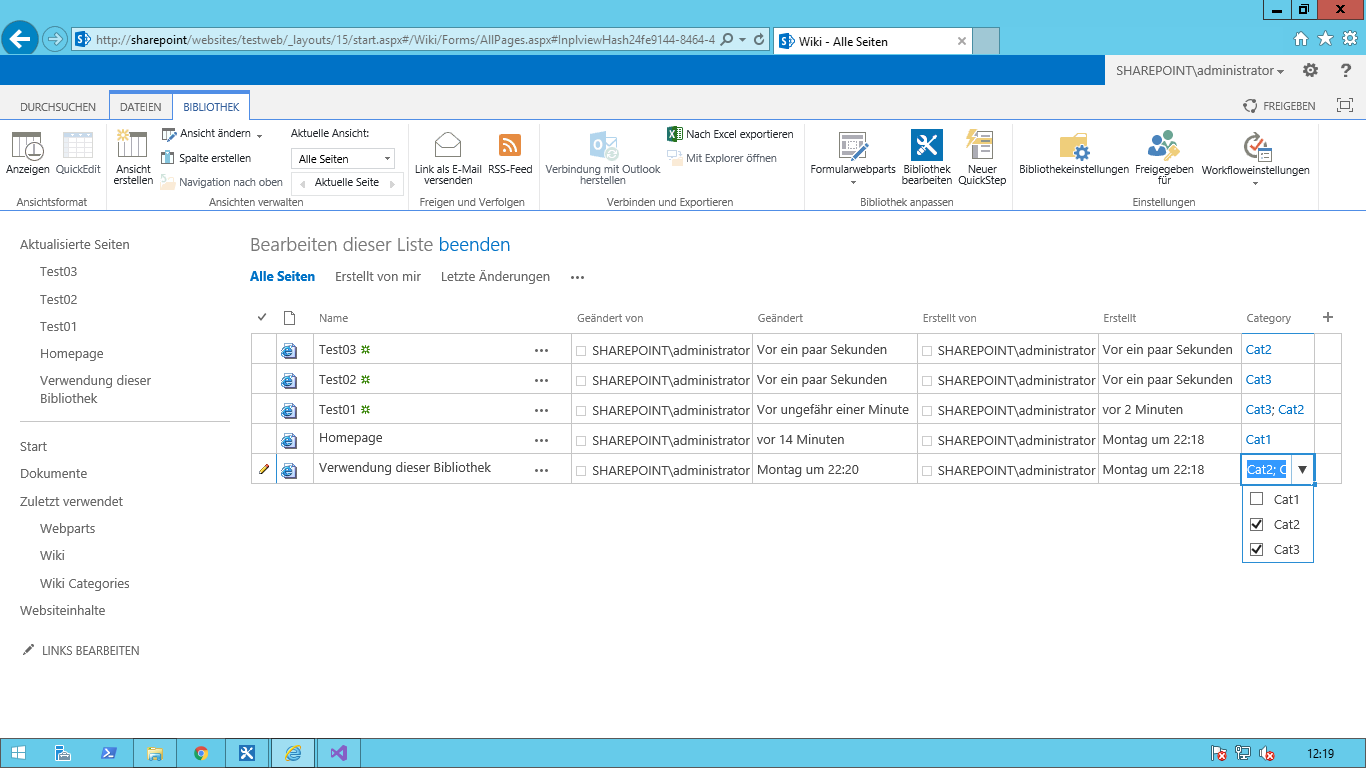 http://sharepoint/websites/testweb/_layouts/15/start.aspx#/Wiki/Forms/AllPages.aspx#InplviewHash24fe9144-8464-4
Wiki - Alle Seiten
SHAREPOINT\administrator
DURCHSUCHEN DATEIEN BIBLIOTHEK FREIGEBEN
Anzeigen QuickEdit
Ansichtsformat
Ansicht erstellen
Ansicht ändern
Spalte erstellen
Navigation nach oben
Aktuelle Ansicht:
Alle Seiten
Aktuelle Seite
Ansichten verwalten
Link als E-Mail versenden
RSS-Feed
Freigen und Verfolgen
Verbindung mit Outlook herstellen
Nach Excel exportieren
Mit Explorer öffnen
Verbinden und Exportieren
Formularwebparts
Bibliothek bearbeiten
Neuer QuickStep
Bibliothek anpassen
Bibliothekeinstellungen
Freigegeben für
Workfloweinstellungen
Einstellungen
Aktualisierte Seiten
Test03
Test02
Test01
Homepage
Verwendung dieser
Bibliothek
Start
Dokumente
Zuletzt verwendet
Webparts
Wiki
Wiki Categories
Websiteinhalte
LINKS BEARBEITEN
Bearbeiten dieser Liste beenden
Alle Seiten Erstellt von mir Letzte Änderungen
Name Geändert von Geändert Erstellt von Erstellt Category
Test03 SHAREPOINT\administrator Vor ein paar Sekunden SHAREPOINT\administrator Vor ein paar Sekunden Cat2
Test02 SHAREPOINT\administrator Vor ein paar Sekunden SHAREPOINT\administrator Vor ein paar Sekunden Cat3
Test01 SHAREPOINT\administrator Vor ungefähr einer Minute SHAREPOINT\administrator vor 2 Minuten Cat3; Cat2
Homepage SHAREPOINT\administrator vor 14 Minuten SHAREPOINT\administrator Montag um 22:18 Cat1
Verwendung dieser Bibliothek SHAREPOINT\administrator Montag um 22:20 SHAREPOINT\administrator Montag um 22:18 Cat2; C
Cat1
Cat2
Cat3
12:19